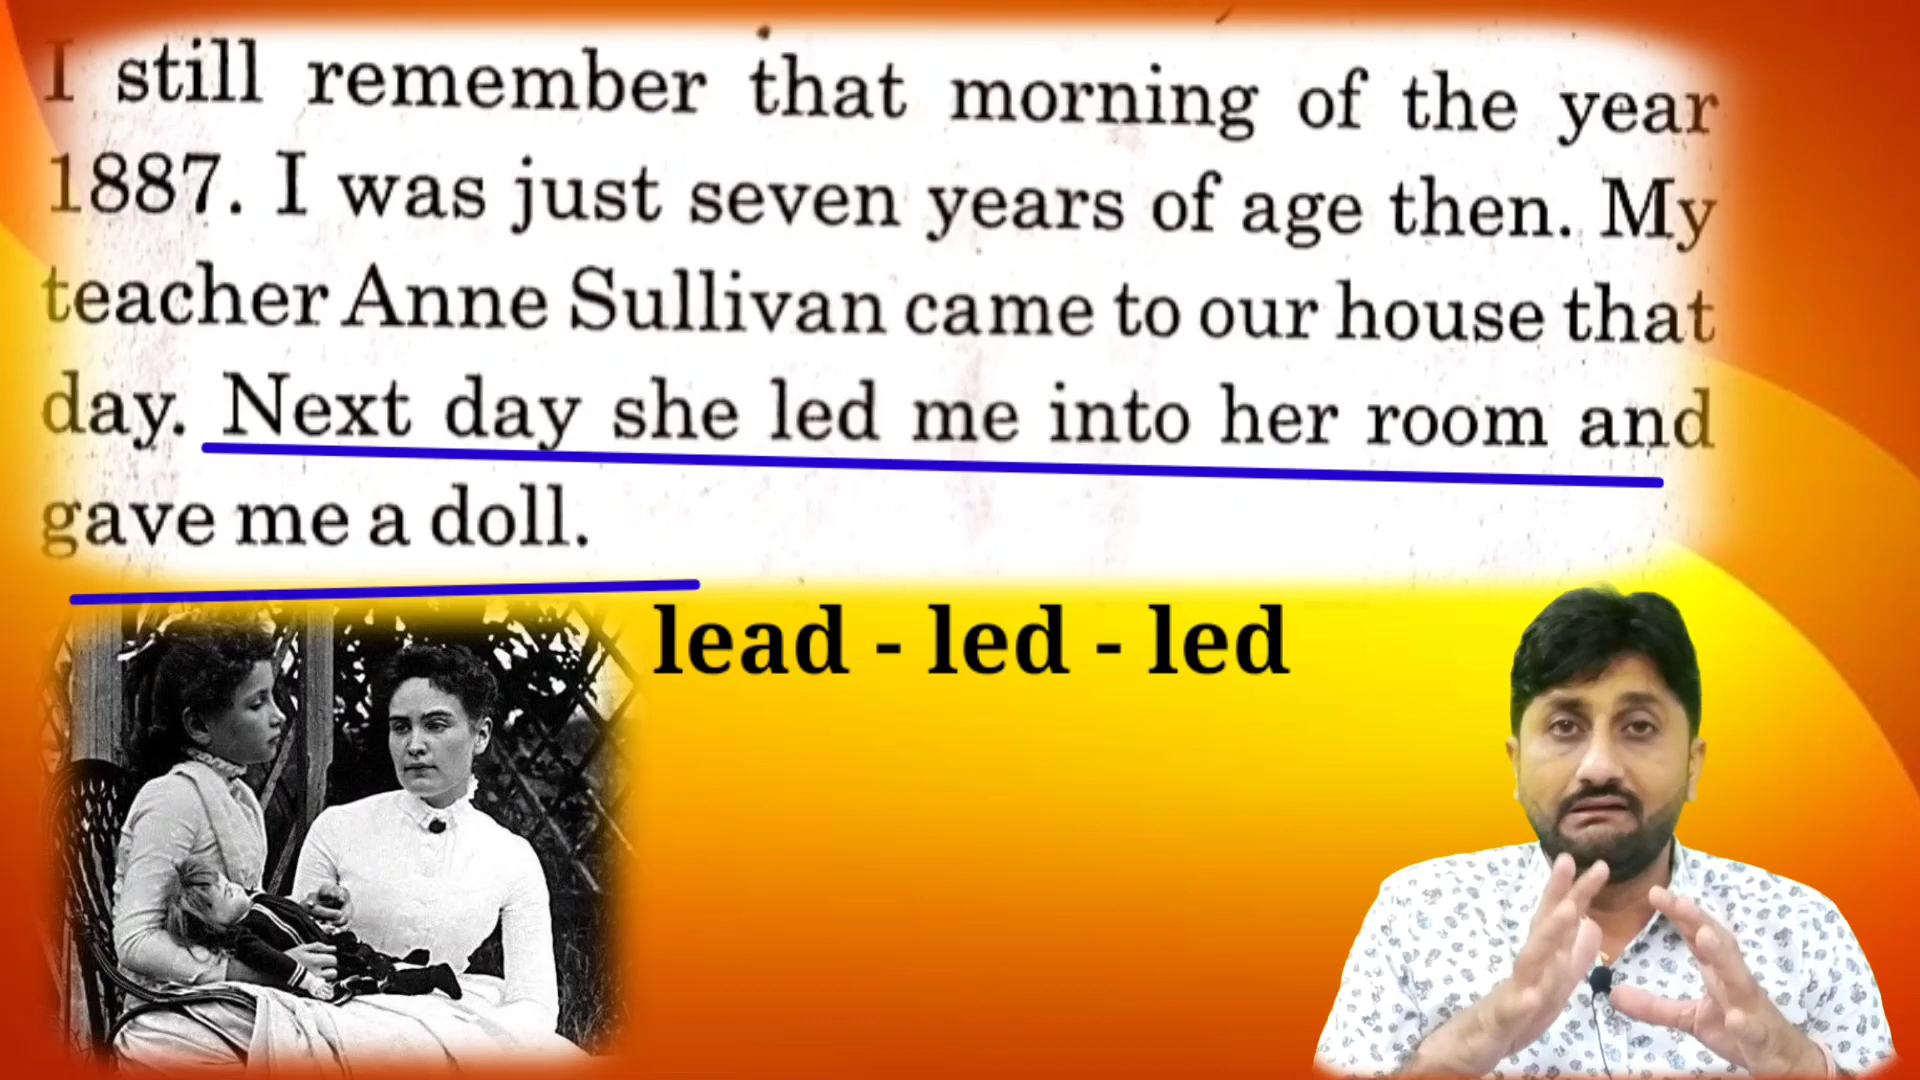 I still remember that morning of the year
1887. I was just seven years of age then. My
teacher Anne Sullivan came to our house that
day. Next day she led me into her room and
gave me a doll.
lead - led - led